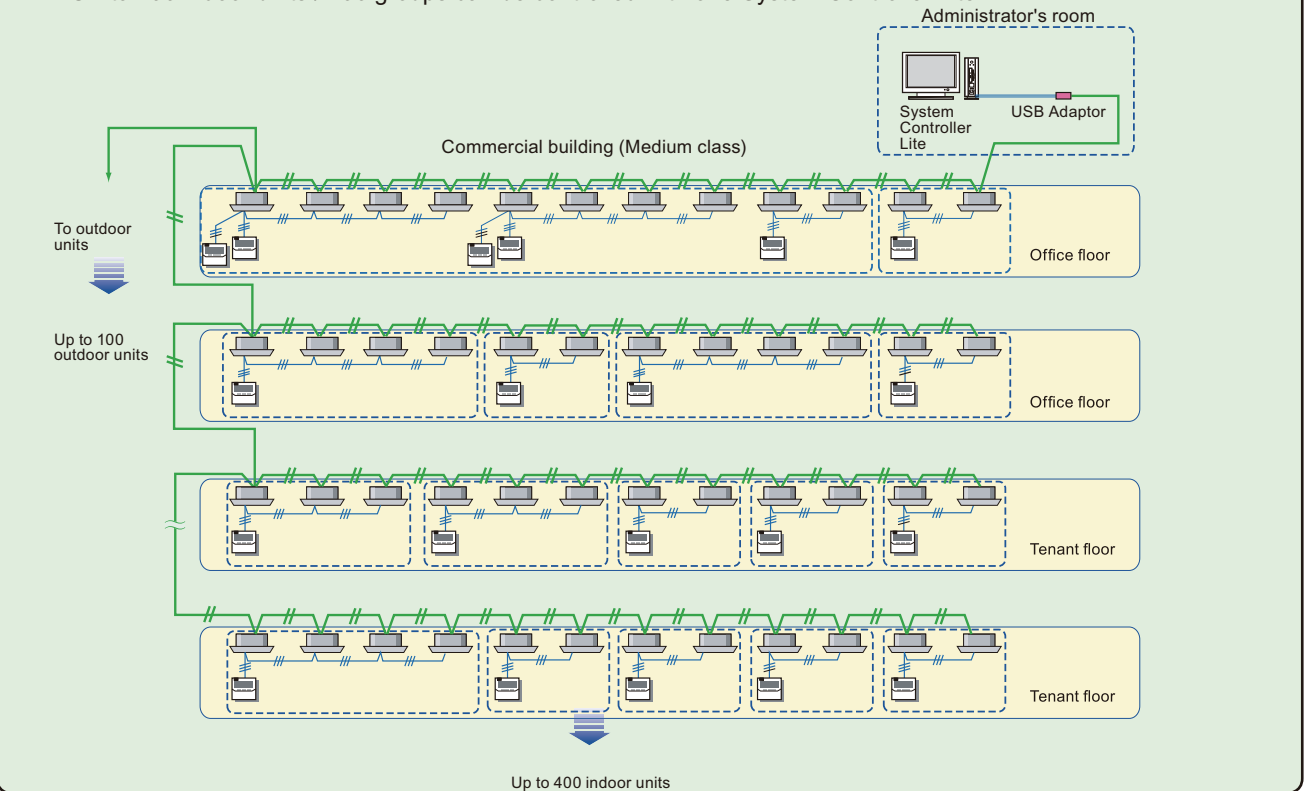 Administrator's room
System
Controller
Lite
USB Adaptor
Commercial building (Medium class)
To outdoor
units
Office floor
Up to 100
outdoor units
Office floor
Tenant floor
Tenant floor
Up to 400 indoor units